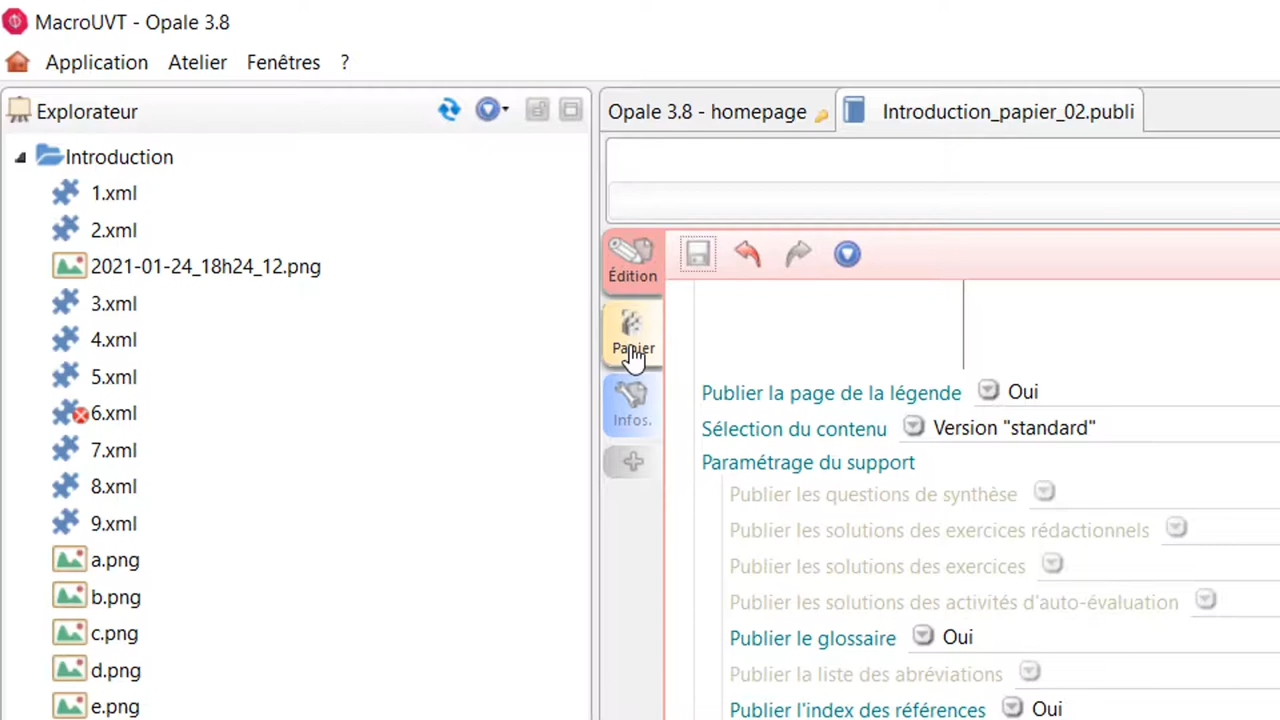 MacroUVT - Opale 3.8
Application Atelier Fenêtres ?
Explorateur
Introduction
1.xml
2.xml
2021-01-24_18h24_12.png
3.xml
4.xml
5.xml
6.xml
7.xml
8.xml
9.xml
a.png
b.png
c.png
d.png
e.png
Opale 3.8 - homepage
Introduction_papier_02.publi
Édition
Papier
Infos.
Publier la page de la légende Oui
Sélection du contenu Version "standard"
Paramétrage du support
Publier les questions de synthèse
Publier les solutions des exercices rédactionnels
Publier les solutions des exercices
Publier les solutions des activités d'auto-évaluation
Publier le glossaire Oui
Publier la liste des abréviations
Publier l'index des références Oui